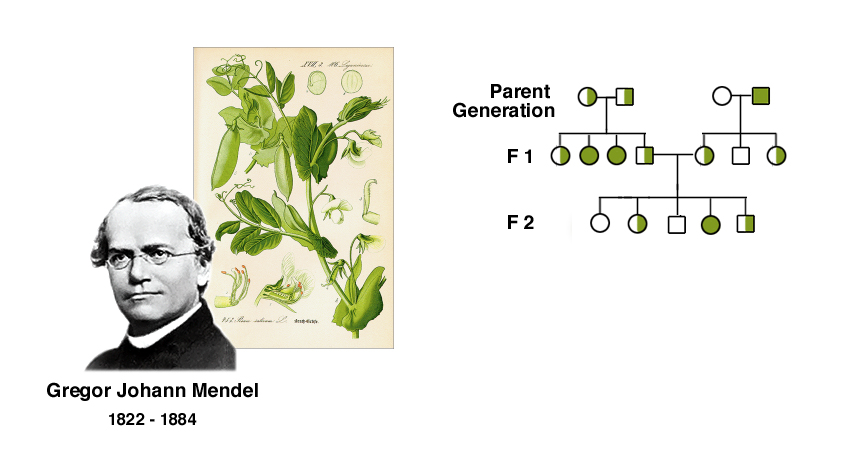 Gregor Johann Mendel
1822 - 1884
Parent
Generation
F 1
F 2